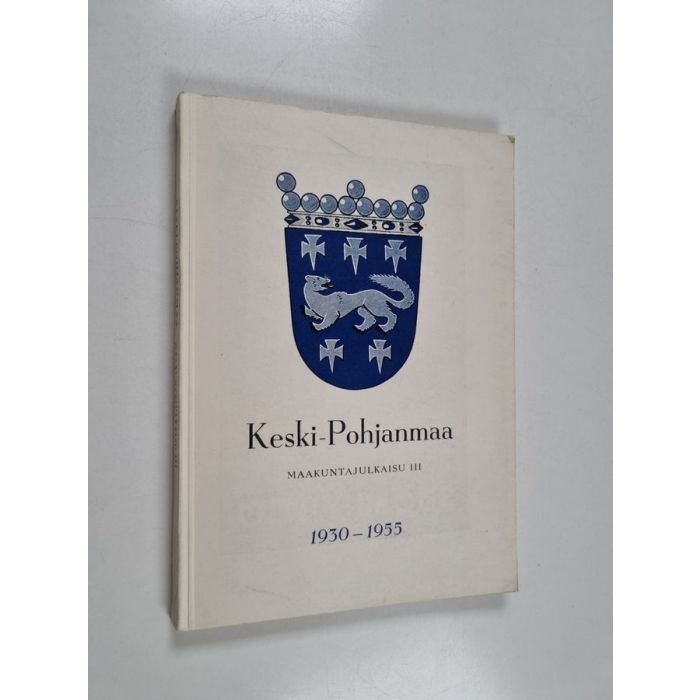 Keski-Pohjanmaa
MAAKUNTAJULKAISU III
1930–1955